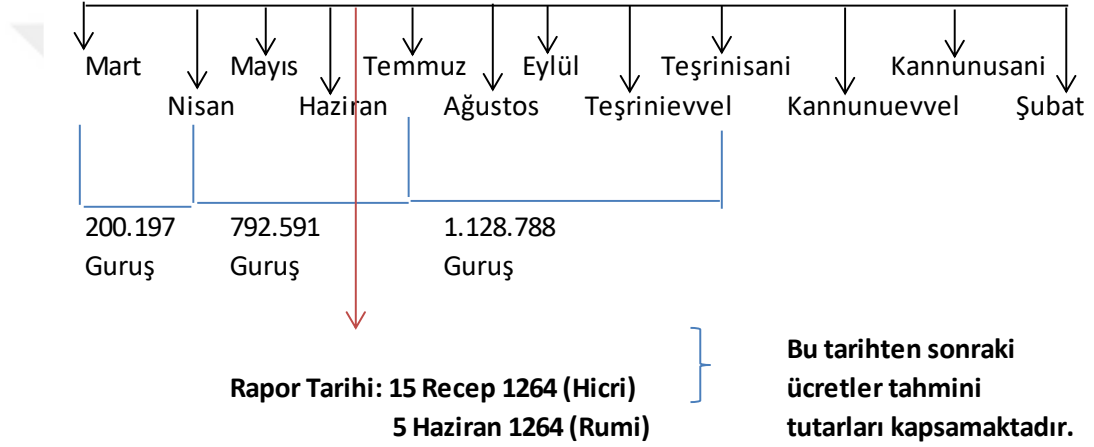 Mart Mayıs Temmuz Eylül Teşrinisani Kannunusani
Nisan Haziran Ağustos Teşrinievvel Kannunuevvel Şubat
200.197 792.591 1.128.788
Guruş Guruş Guruş
Rapor Tarihi: 15 Recep 1264 (Hicri)
5 Haziran 1264 (Rumi)
Bu tarihten sonraki
ücretler tahmini
tutarları kapsamaktadır.